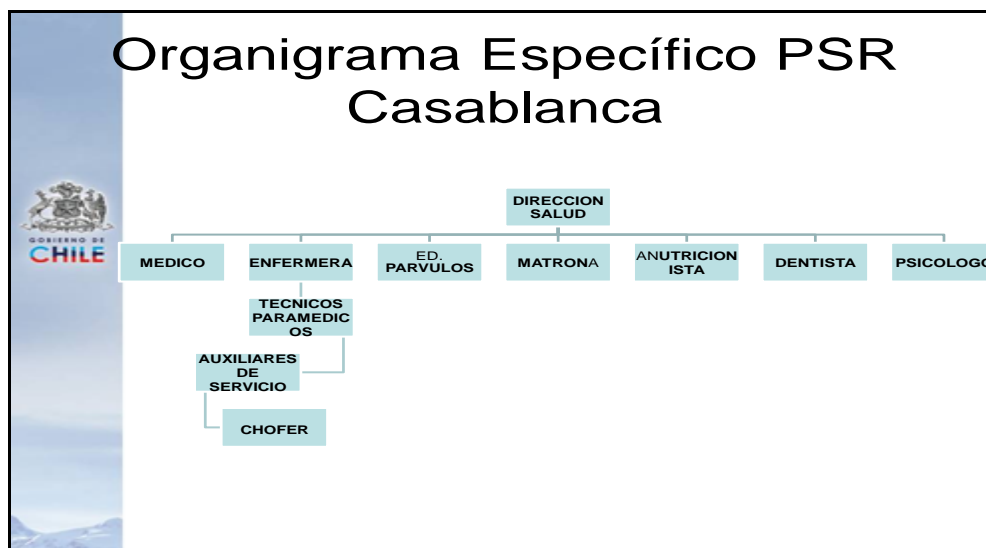 Organigrama Específico PSR
Casablanca
GOBIERNO DE
CHILE
DIRECCION
SALUD
MEDICO
ENFERMERA
ED.
PARVULOS
MATRONA
ANUTRICION
ISTA
DENTISTA
PSICOLOGO
TECNICOS
PARAMEDIC
OS
AUXILIARES
DE
SERVICIO
CHOFER